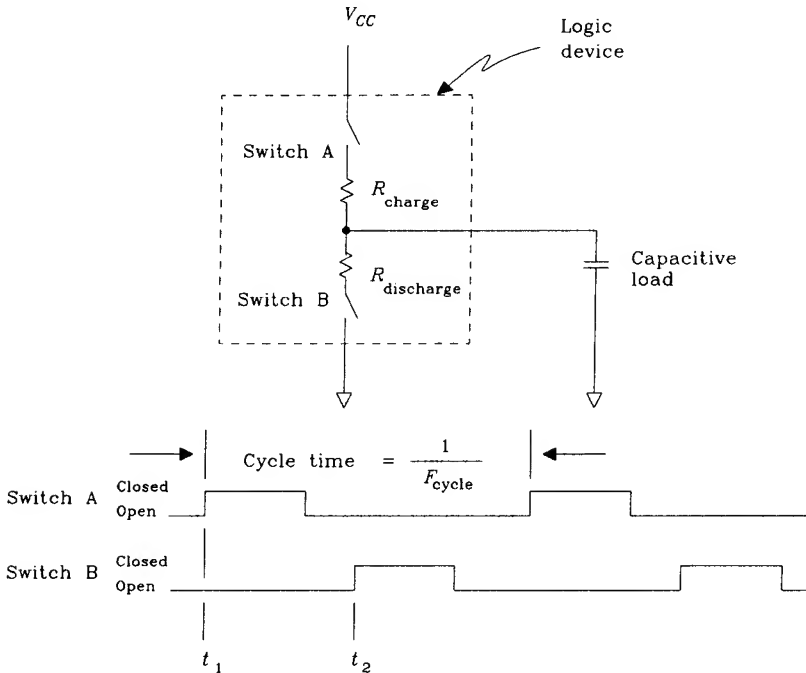 V_CC
Logic
device
Switch A
R_charge
R_discharge
Switch B
Capacitive
load
Cycle time = 1/F_cycle
Switch A Closed
Open
Switch B Closed
Open
t_1 t_2